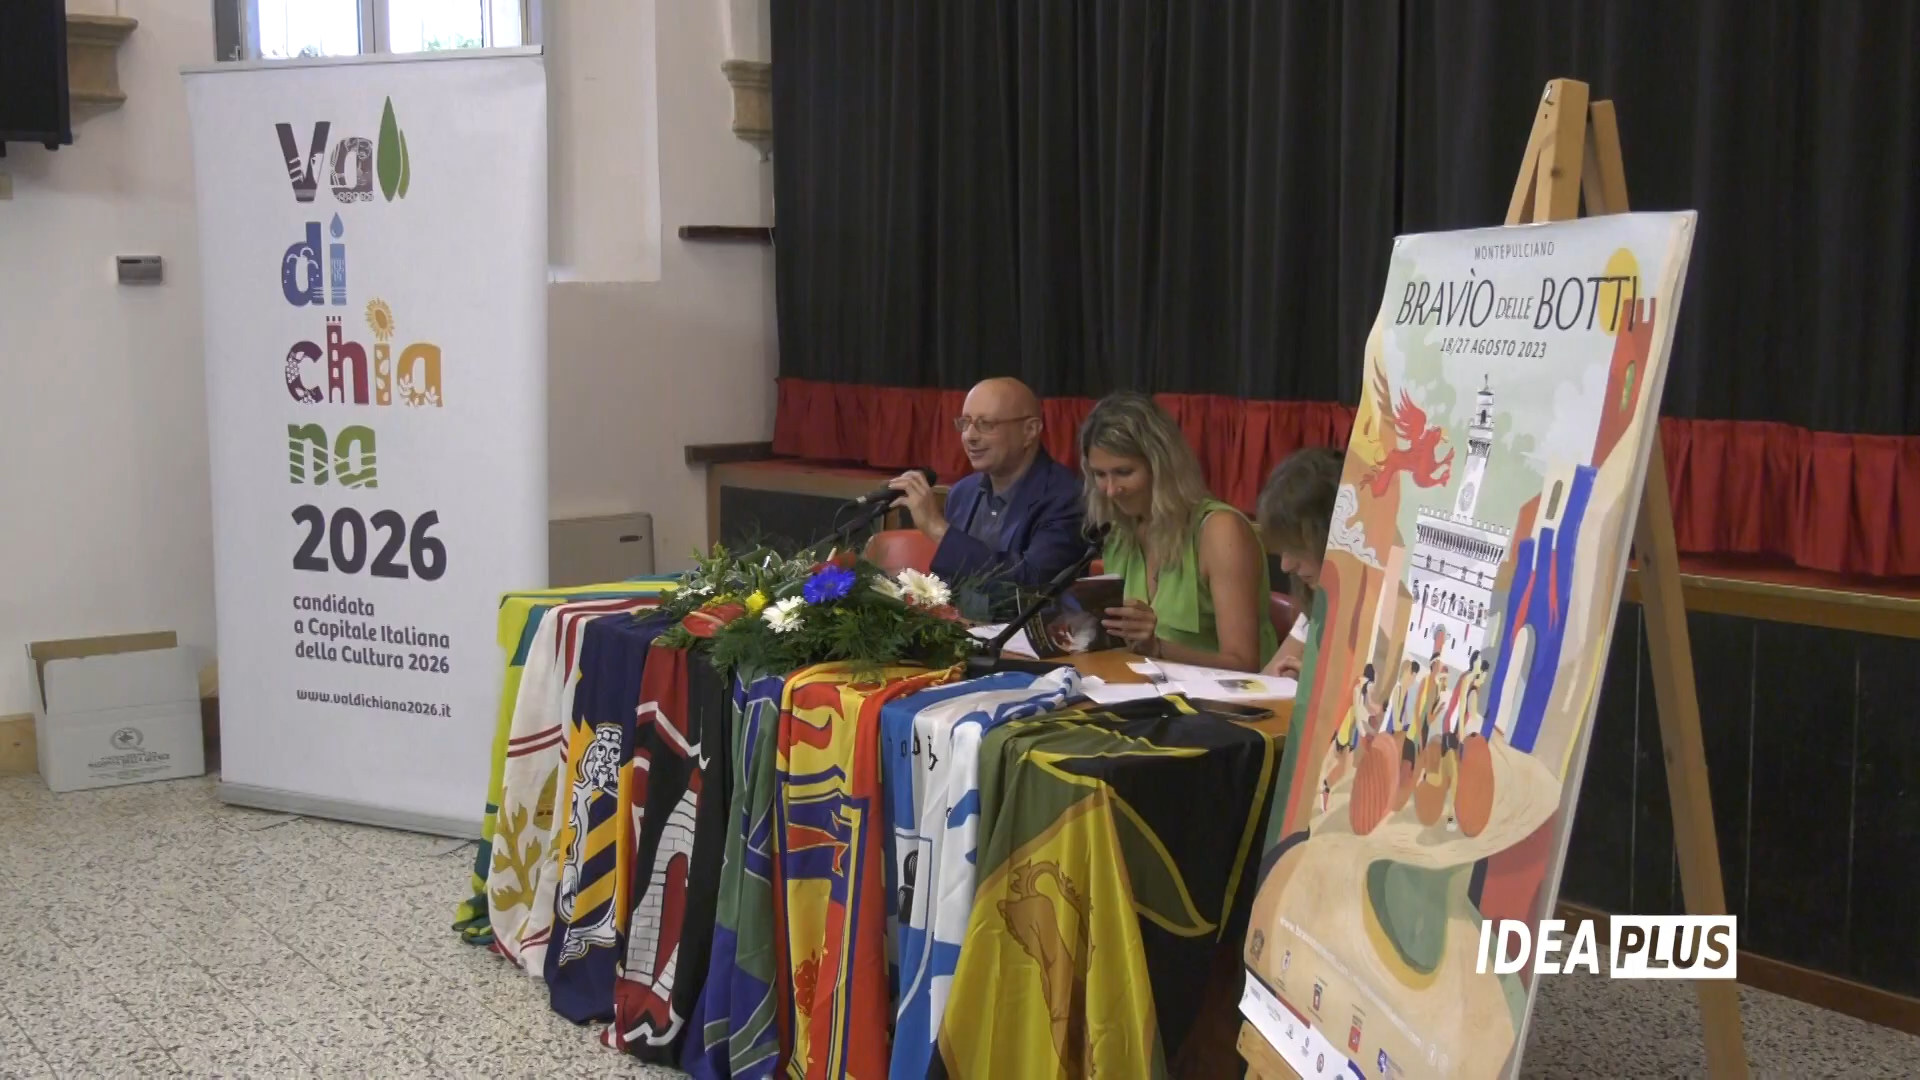 Val
di
chia
na
2026
candidata
a Capitale Italiana
della Cultura 2026
www.valdichiana2026.it
MONTEPULCIANO
BRAVÌO DELLE BOTTI
18/27 AGOSTO 2023
IDEA PLUS